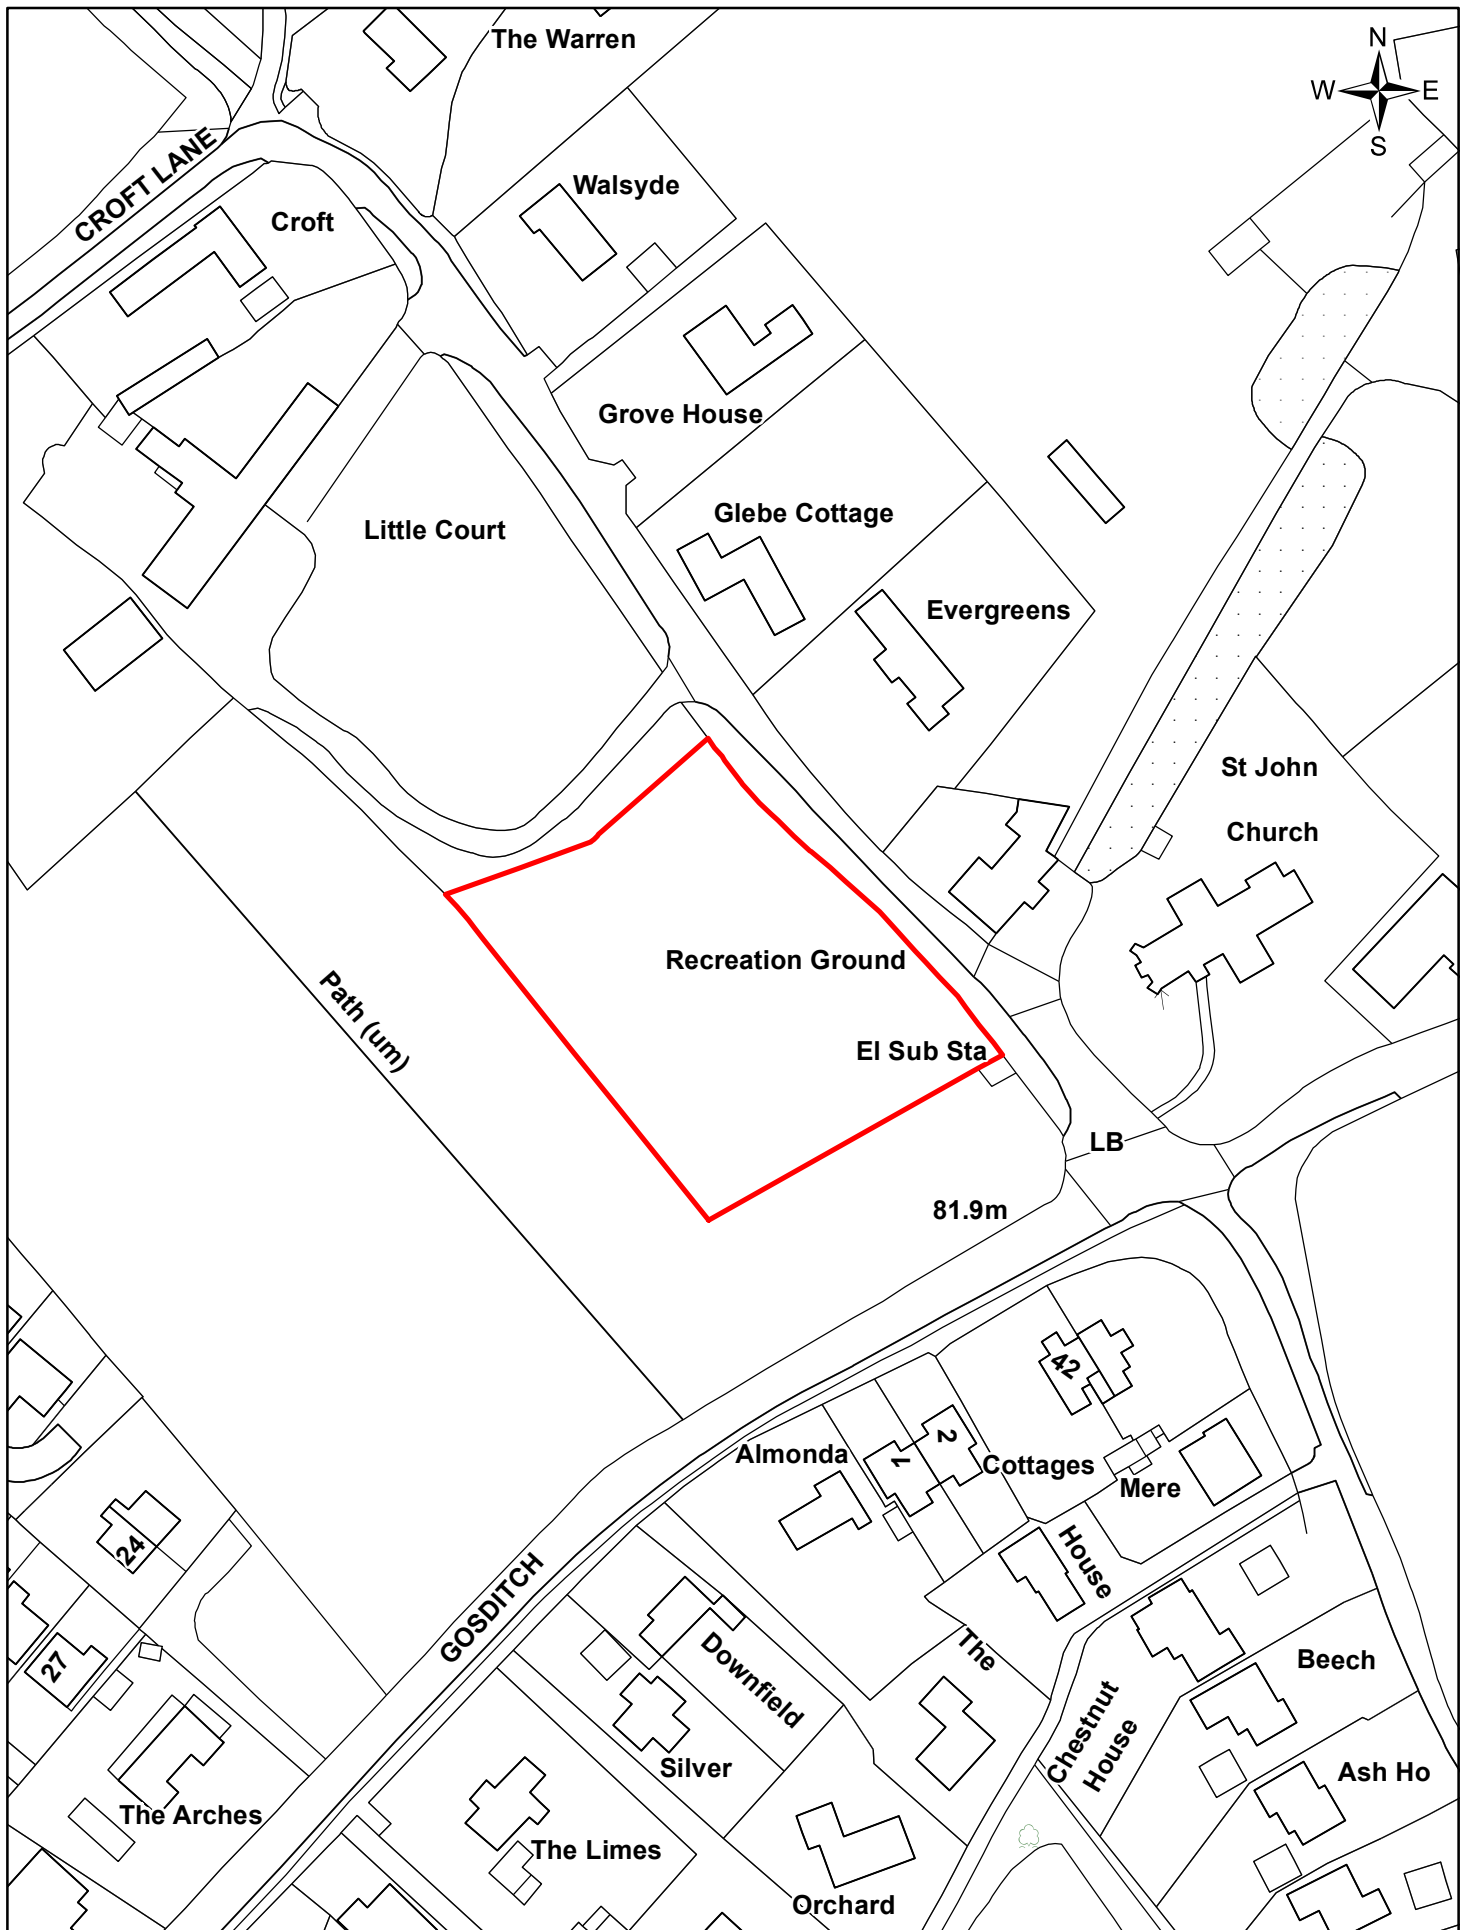 The Warren
N
W
E
S
CROFT LANE
Walsyde
Croft
Grove House
Glebe Cottage
Little Court
Evergreens
St John
Church
Recreation Ground
Path (um)
El Sub Sta
LB
81.9m
42
2
1
Almonda
Cottages
Mere
House
24
GOSDITCH
The
Downfield
27
Beech
Chestnut
House
Silver
Ash Ho
The Arches
The Limes
Orchard